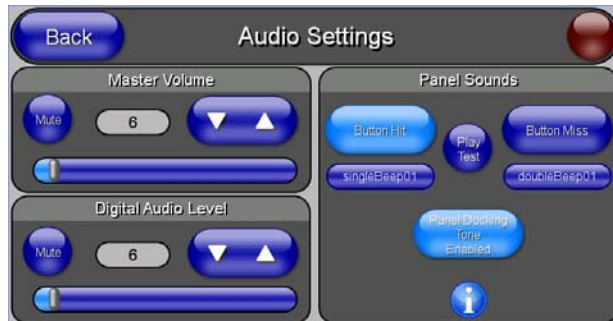 Back
Audio Settings
Master Volume
Mute
6
Digital Audio Level
Mute
6
Panel Sounds
Button Hit
Play
Test
Button Miss
singleBeep01
doubleBeep01
Panel Docking
Tone
Enabled
i